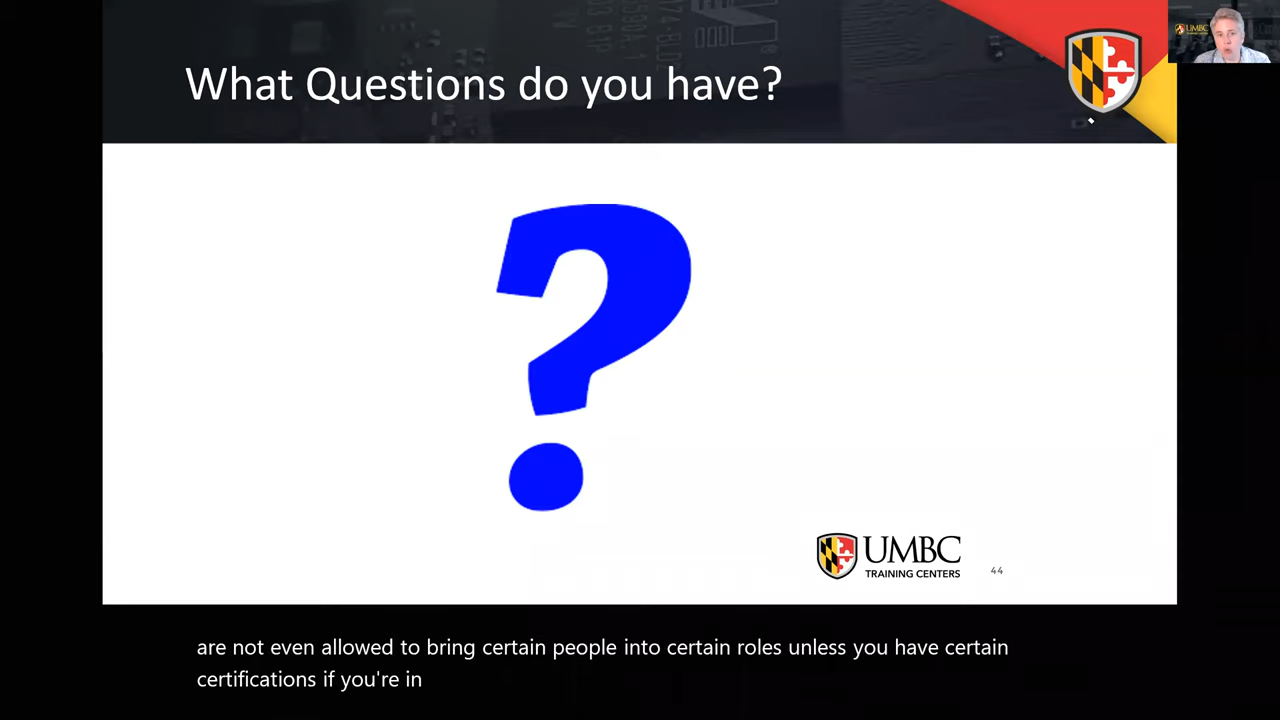 What Questions do you have?
?
UMBC
UMBC
TRAINING CENTERS
44
are not even allowed to bring certain people into certain roles unless you have certain
certifications if you're in